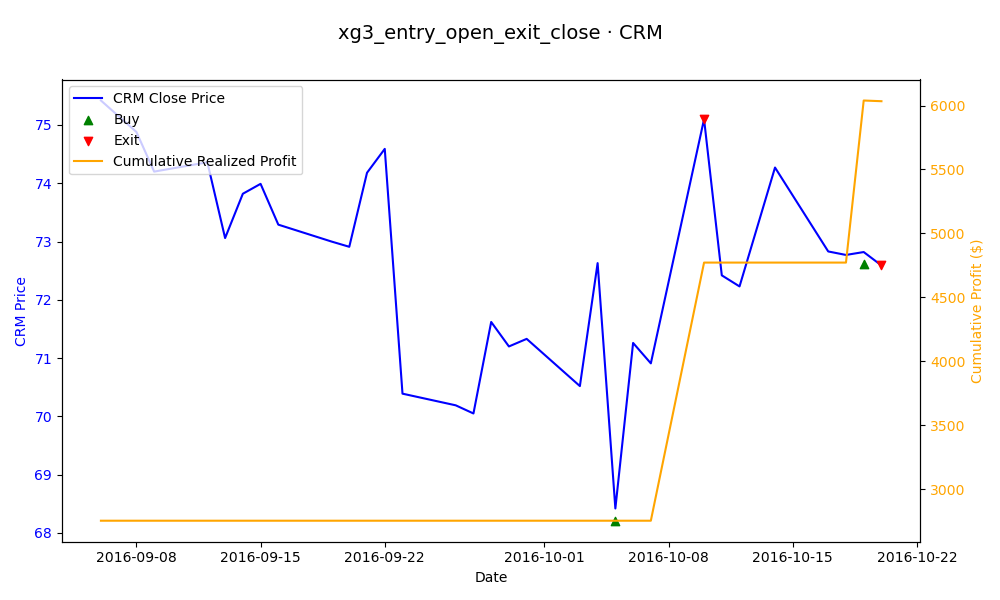 xg3_entry_open_exit_close · CRM
CRM Close Price
Buy
Exit
Cumulative Realized Profit
CRM Price
75
74
73
72
71
70
69
68
6000
5500
5000
4500
4000
3500
3000
Cumulative Profit ($)
2016-09-08
2016-09-15
2016-09-22
2016-10-01
2016-10-08
2016-10-15
2016-10-22
Date